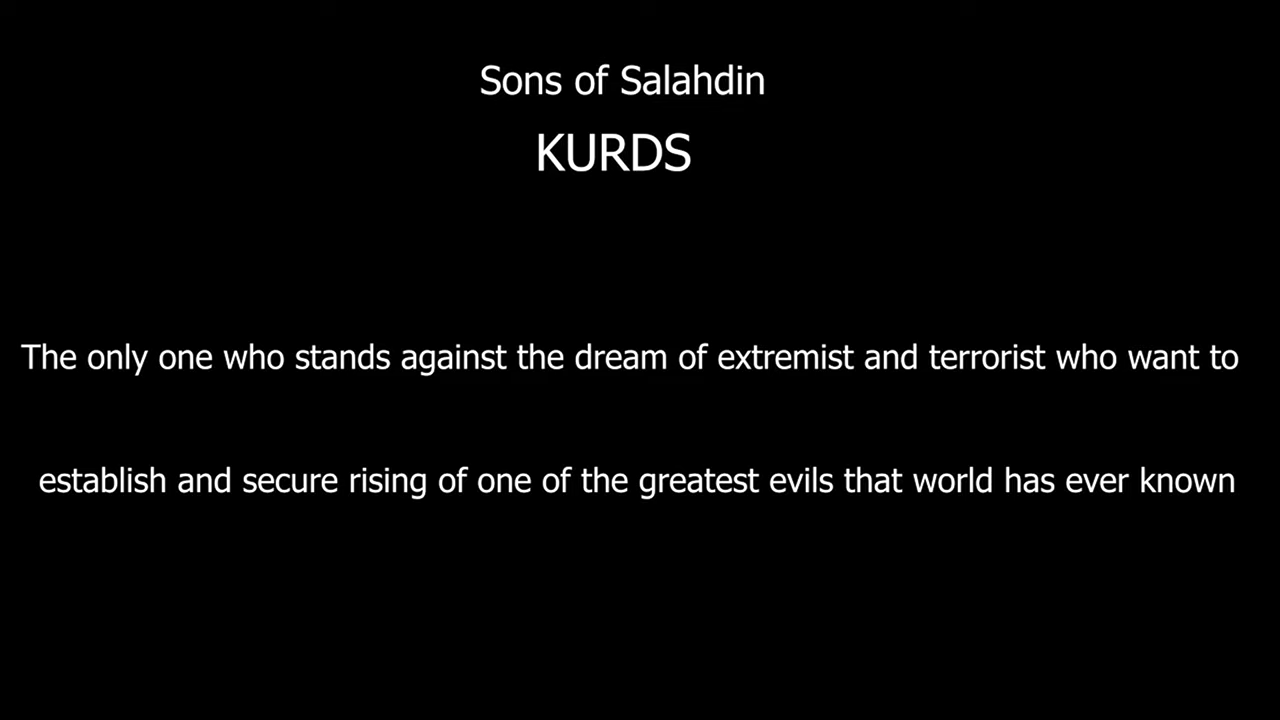 Sons of Salahdin
KURDS
The only one who stands against the dream of extremist and terrorist who want to
establish and secure rising of one of the greatest evils that world has ever known